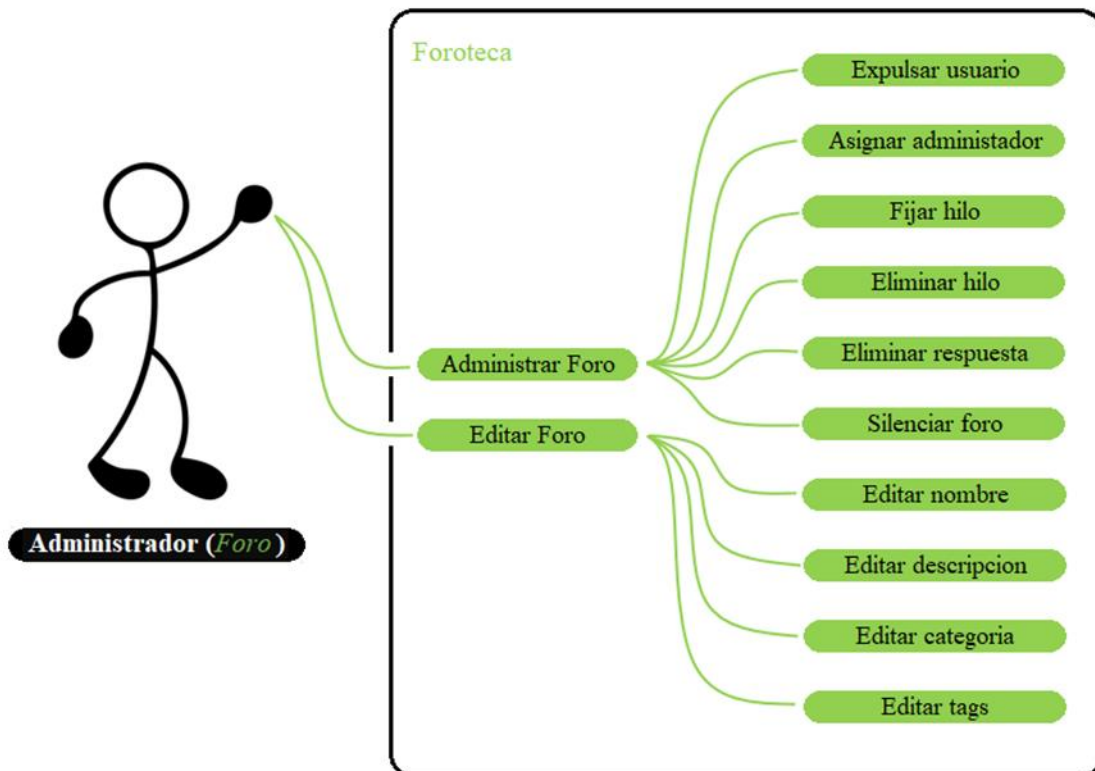 Foroteca
Expulsar usuario
Asignar administador
Fijar hilo
Eliminar hilo
Eliminar respuesta
Silenciar foro
Editar nombre
Editar descripcion
Editar categoria
Editar tags
Administrar Foro
Editar Foro
Administrador (Foro )